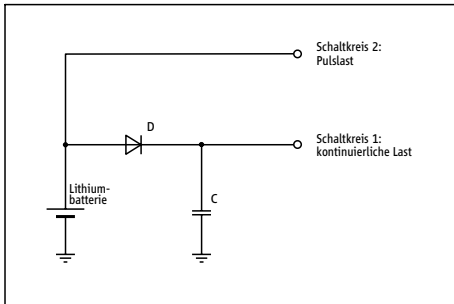 Schaltkreis 2:
Pulslast
D
Schaltkreis 1:
kontinuierliche Last
Lithium-
batterie
C